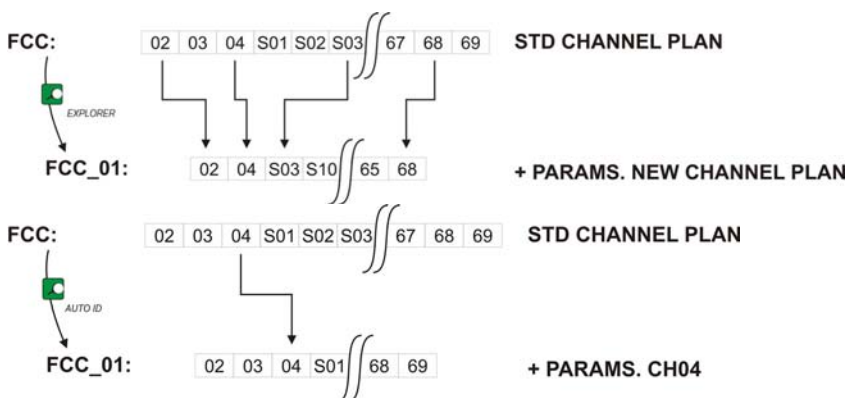 FCC: 02 03 04 S01 S02 S03 67 68 69 STD CHANNEL PLAN
EXPLORER
FCC_01: 02 04 S03 S10 65 68 + PARAMS. NEW CHANNEL PLAN
FCC: 02 03 04 S01 S02 S03 67 68 69 STD CHANNEL PLAN
AUTO ID
FCC_01: 02 03 04 S01 68 69 + PARAMS. CH04